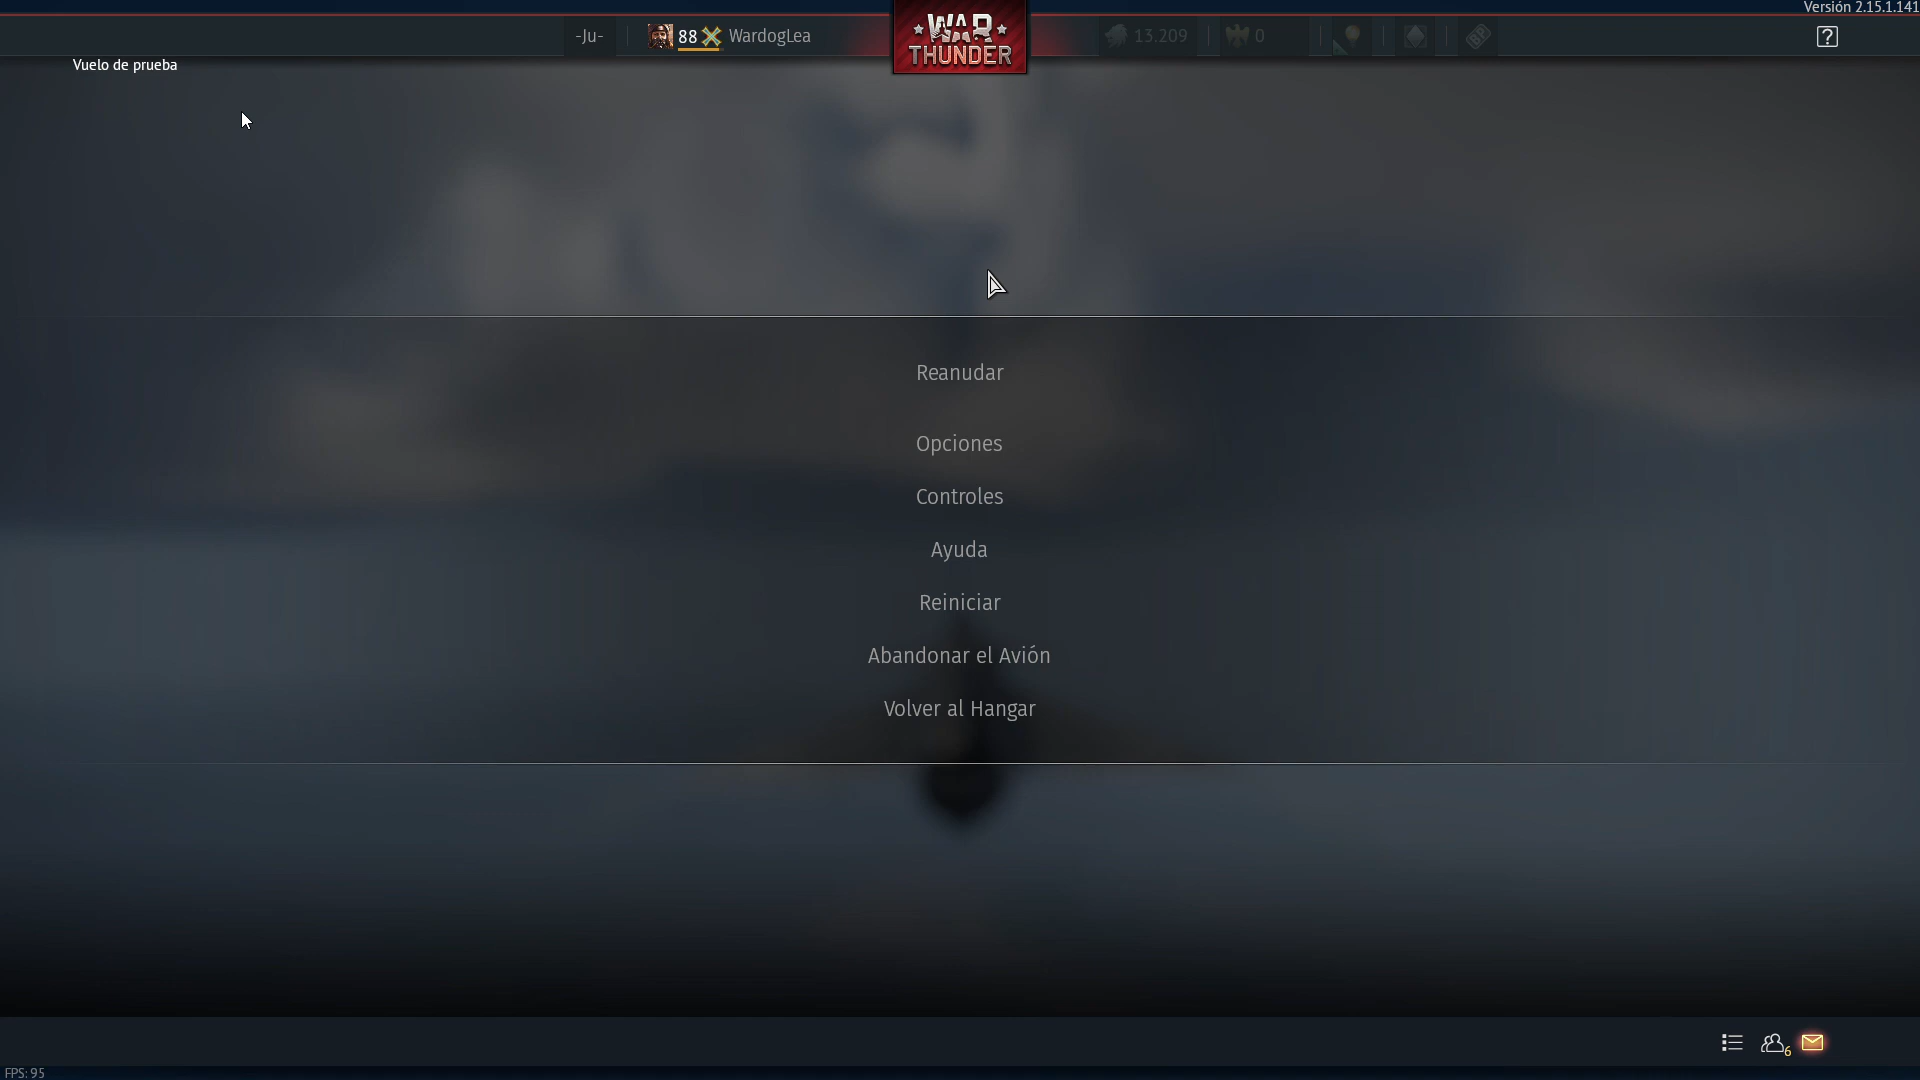 Versión 2.15.1.141
-Ju-
88 WardogLea
WAR
THUNDER
13.209
0
BP
?
Vuelo de prueba
Reanudar
Opciones
Controles
Ayuda
Reiniciar
Abandonar el Avión
Volver al Hangar
6
FPS: 95